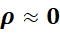 𝝆 ≈ 𝟎